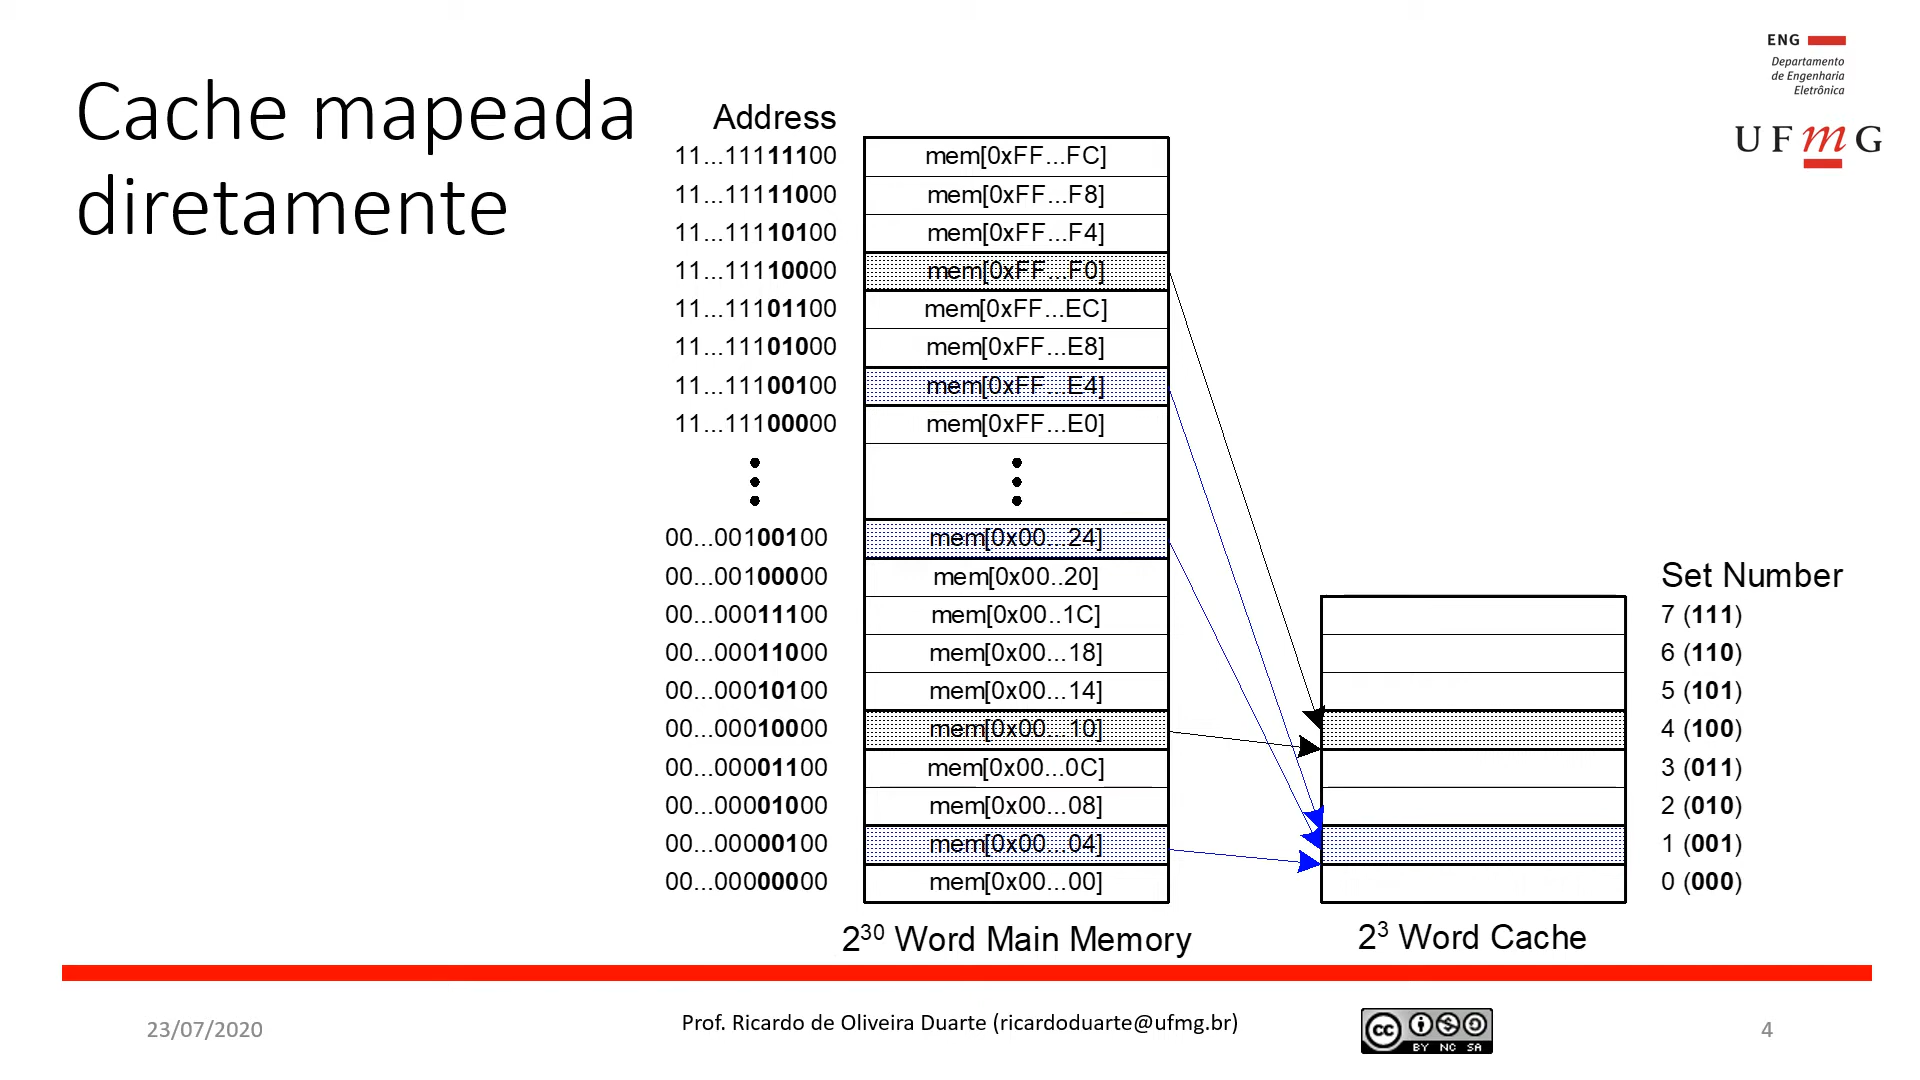 Cache mapeada
diretamente
ENG
Departamento
de Engenharia
Eletrônica
UFmG
Address
11...11111100 mem[0xFF...FC]
11...11111000 mem[0xFF...F8]
11...11110100 mem[0xFF...F4]
11...11110000 mem[0xFF...F0]
11...11101100 mem[0xFF...EC]
11...11101000 mem[0xFF...E8]
11...11100100 mem[0xFF...E4]
11...11100000 mem[0xFF...E0]
00...00100100 mem[0x00...24]
00...00100000 mem[0x00..20]
00...00011100 mem[0x00..1C]
00...00011000 mem[0x00...18]
00...00010100 mem[0x00...14]
00...00010000 mem[0x00...10]
00...00001100 mem[0x00...0C]
00...00001000 mem[0x00...08]
00...00000100 mem[0x00...04]
00...00000000 mem[0x00...00]
2³⁰ Word Main Memory
Set Number
7 (111)
6 (110)
5 (101)
4 (100)
3 (011)
2 (010)
1 (001)
0 (000)
2³ Word Cache
23/07/2020
Prof. Ricardo de Oliveira Duarte (ricardoduarte@ufmg.br)
cc
BY NC SA
4